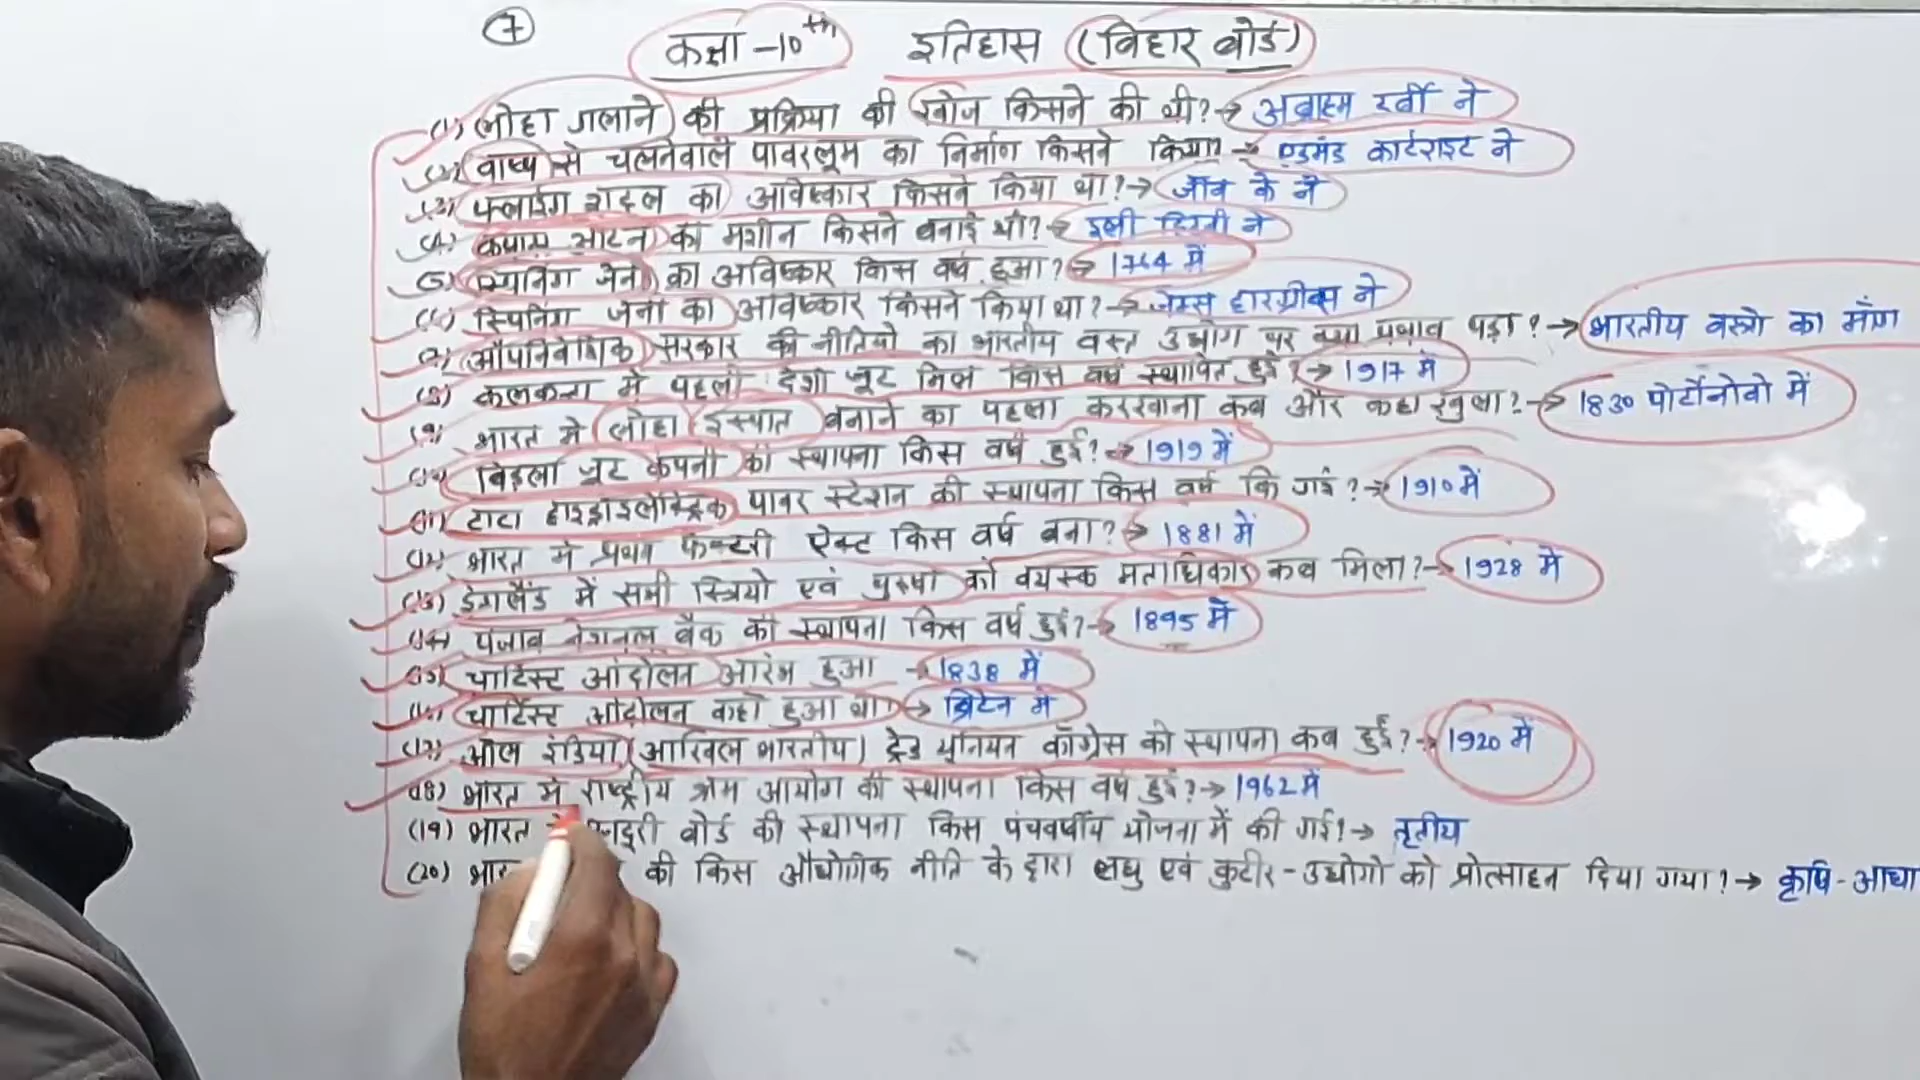 7
कक्षा -10th इतिहास (बिहार बोर्ड)
(1) लोहा गलाने की प्रक्रिया की खोज किसने की थी? → अब्राहम डर्बी ने
(2) वाष्प से चलनेवाले पावरलूम का निर्माण किसने किया? → एडमंड कार्टराइट ने
(3) फ्लाइंग शटल का आविष्कार किसने किया था? → जॉन के ने
(4) कपास ओटने की मशीन किसने बनाई थी? → इली ह्विटनी ने
(5) स्पिनिंग जेनी का आविष्कार किस वर्ष हुआ? → 1764 में
(6) स्पिनिंग जेनी का आविष्कार किसने किया था? → जेम्स हारग्रीब्स ने
(7) औपनिवेशिक सरकार की नीतियों का भारतीय वस्त्र उद्योग पर क्या प्रभाव पड़ा? → भारतीय वस्त्रो का माँग
(8) कलकत्ता में पहली देशी जूट मिल किस वर्ष स्थापित हुई? → 1917 में
(9) भारत में लोहा इस्पात बनाने का पहला कारखाना कब और कहा खुला? → 1830 पोर्टोनोवो में
(10) बिड़ला जूट कंपनी की स्थापना किस वर्ष हुई? → 1919 में
(11) टाटा हाइड्रोइलेक्ट्रिक पावर स्टेशन की स्थापना किस वर्ष कि गई? → 1910 में
(12) भारत में प्रथम फैक्टरी ऐक्ट किस वर्ष बना? → 1881 में
(13) इंगलैंड में सभी स्त्रियो एवं पुरुषों को वयस्क मताधिकार कब मिला? → 1928 में
(14) पंजाब नेशनल बैंक की स्थापना किस वर्ष हुई? → 1895 में
(15) चार्टिस्ट आंदोलन आरंभ हुआ → 1838 में
(16) चार्टिस्ट आंदोलन कहाँ हुआ था? → ब्रिटेन में
(17) ऑल इंडिया (अखिल भारतीय) ट्रेड यूनियन कॉंग्रेस की स्थापना कब हुई? → 1920 में
(18) भारत में राष्ट्रीय श्रम आयोग की स्थापना किस वर्ष हुई? → 1962 में
(19) भारत बोर्ड की स्थापना किस पंचवर्षीय योजना में की गई? → तृतीय
(20) की किस औद्योगिक नीति के द्वारा लघु एवं कुटीर-उद्योगो को प्रोत्साहन दिया गया? → कृषि-आधा